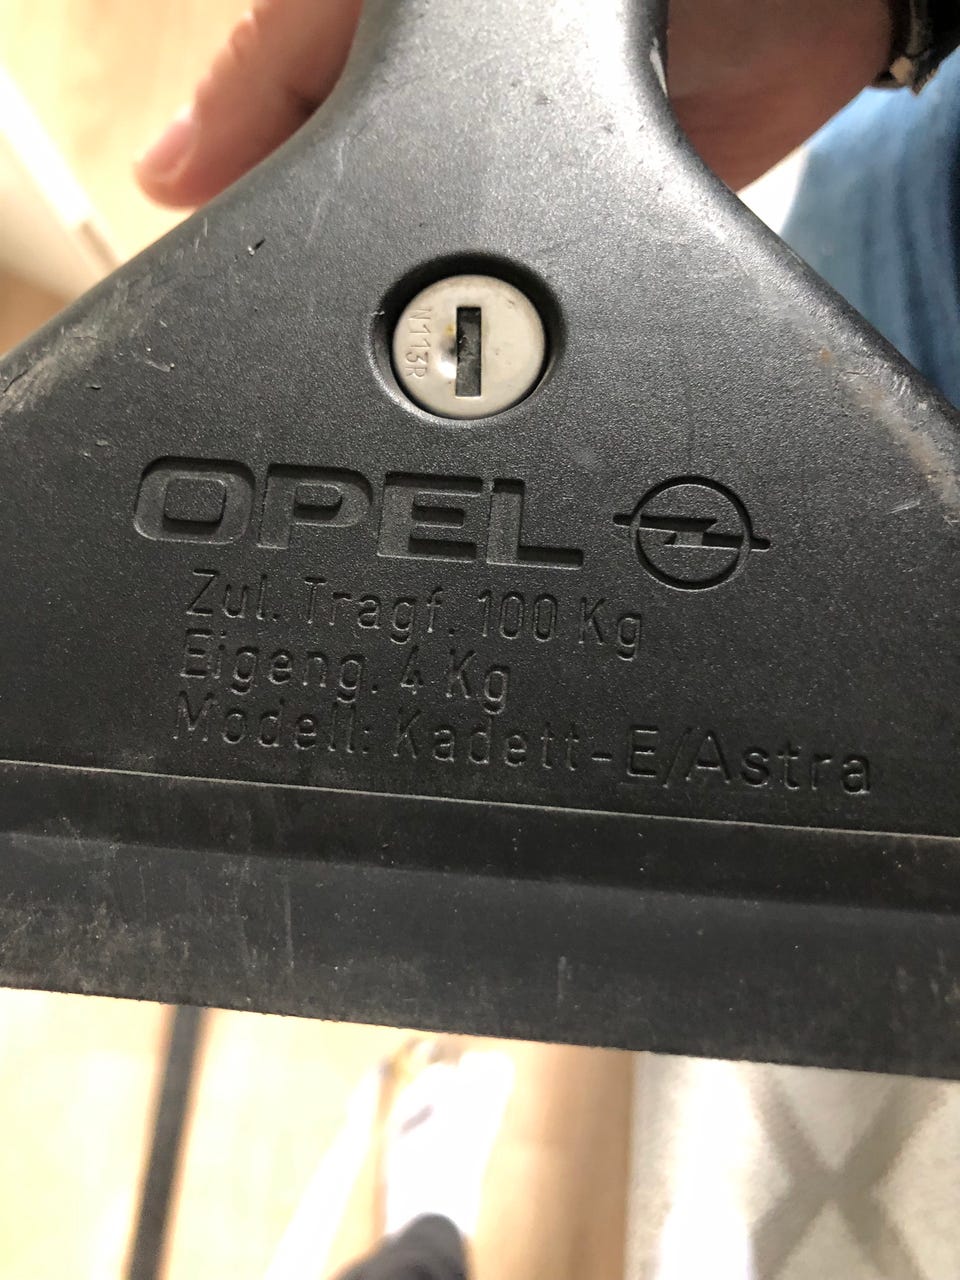 N113R
OPEL
Zul. Tragf. 100 Kg
Eigeng. 4 Kg
Modell: Kadett-E/Astra